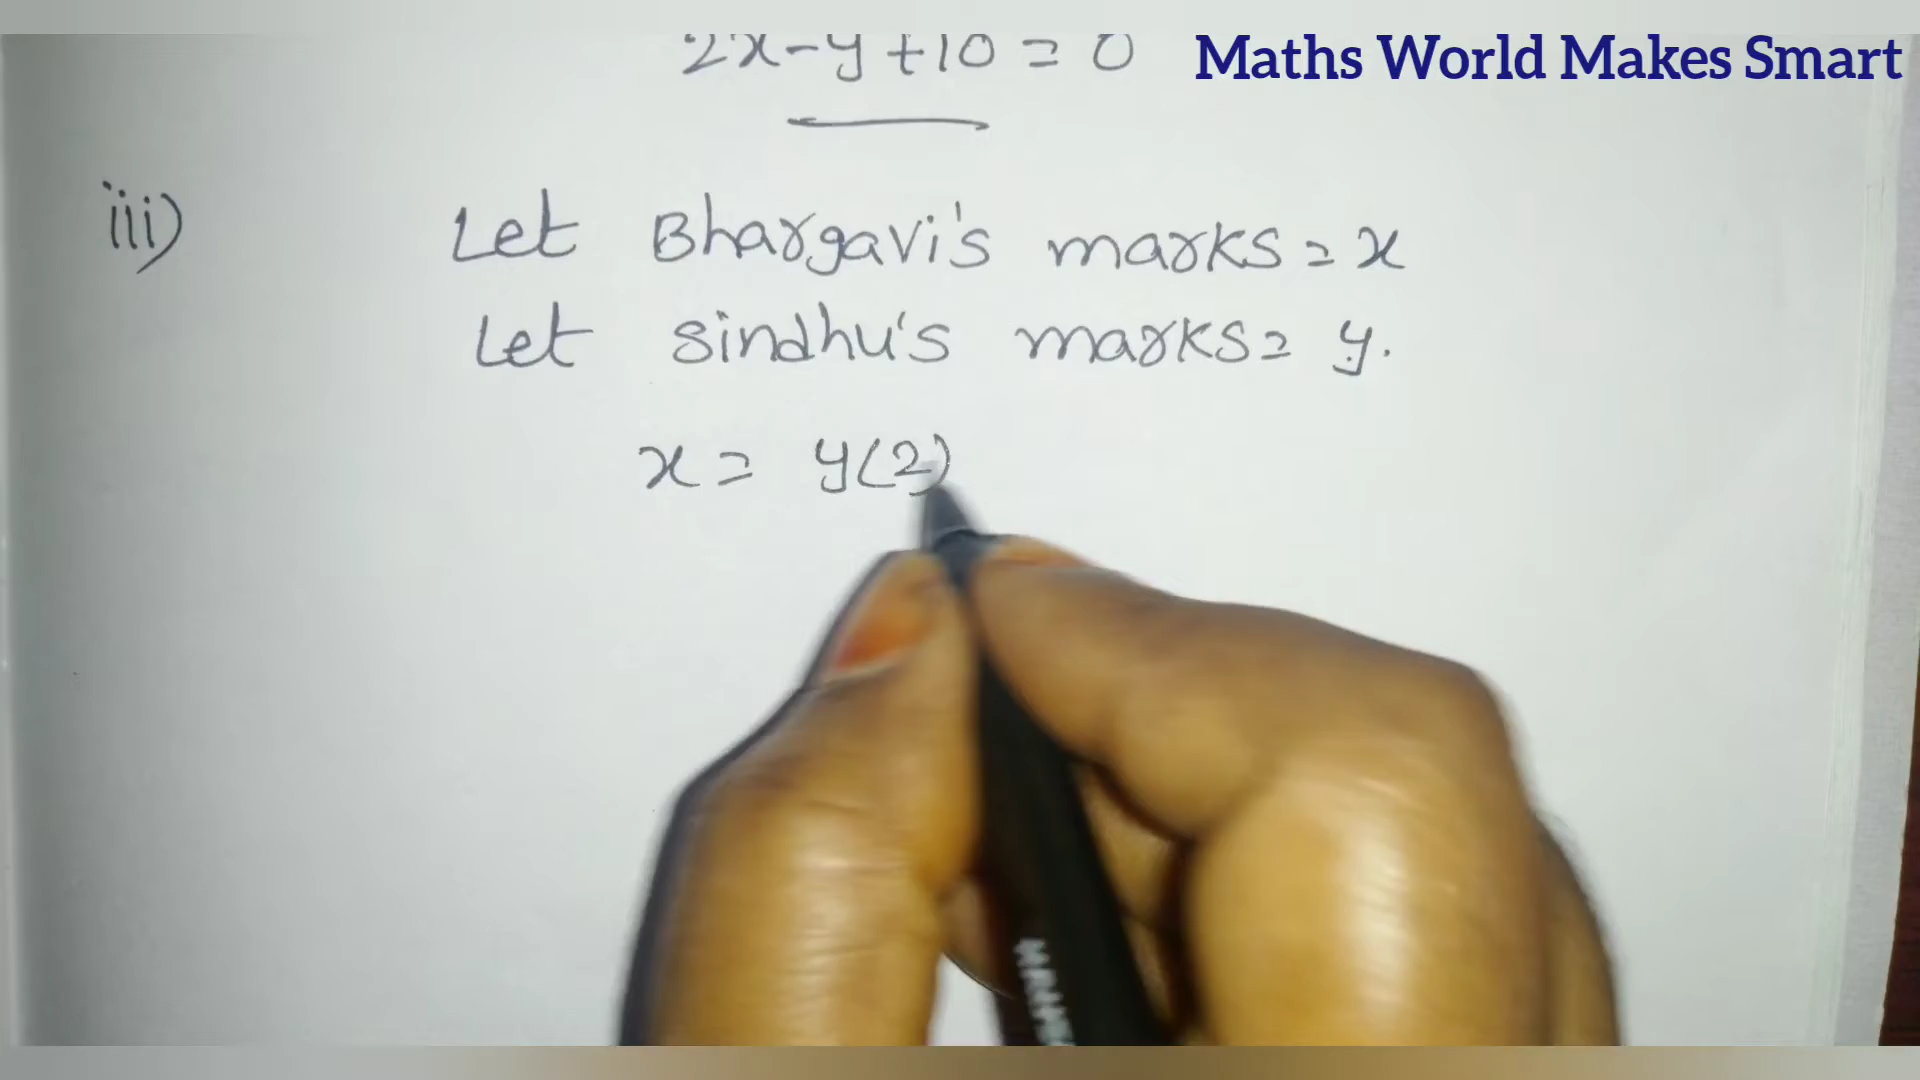 2x-y+10=0 Maths World Makes Smart
iii) Let Bhargavi's marks=x
Let sindhu's marks= y.
x= y(2)